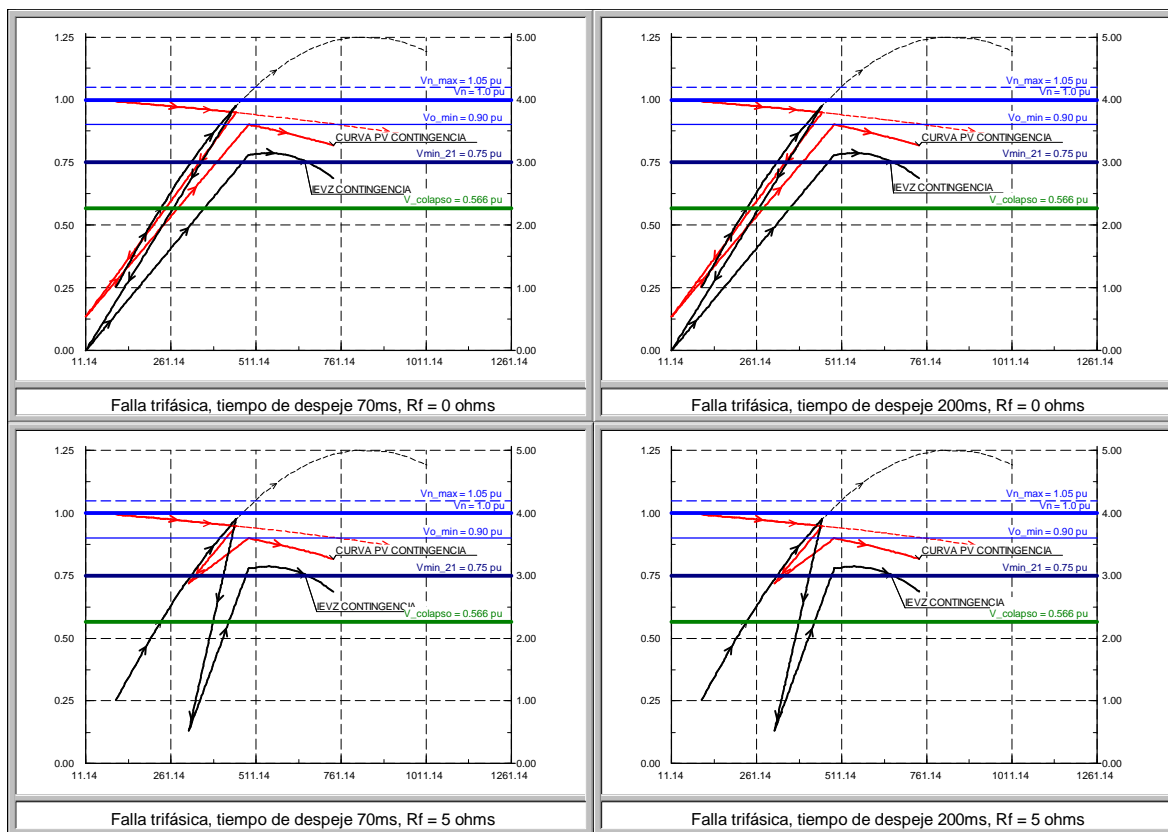 1.25 5.00
Vn_max = 1.05 pu
1.00 Vn = 1.0 pu 4.00
Vo_min = 0.90 pu
CURVA PV CONTINGENCIA
0.75 Vmin_21 = 0.75 pu 3.00
IEVZ CONTINGENCIA
V_colapso = 0.566 pu
0.50 2.00
0.25 1.00
0.00 0.00
11.14 261.14 511.14 761.14 1011.14 1261.14
Falla trifásica, tiempo de despeje 70ms, Rf = 0 ohms
1.25 5.00
Vn_max = 1.05 pu
1.00 Vn = 1.0 pu 4.00
Vo_min = 0.90 pu
CURVA PV CONTINGENCIA
0.75 Vmin_21 = 0.75 pu 3.00
IEVZ CONTINGENCIA
V_colapso = 0.566 pu
0.50 2.00
0.25 1.00
0.00 0.00
11.14 261.14 511.14 761.14 1011.14 1261.14
Falla trifásica, tiempo de despeje 200ms, Rf = 0 ohms
1.25 5.00
Vn_max = 1.05 pu
1.00 Vn = 1.0 pu 4.00
Vo_min = 0.90 pu
CURVA PV CONTINGENCIA
0.75 Vmin_21 = 0.75 pu 3.00
IEVZ CONTINGENCIA
V_colapso = 0.566 pu
0.50 2.00
0.25 1.00
0.00 0.00
11.14 261.14 511.14 761.14 1011.14 1261.14
Falla trifásica, tiempo de despeje 70ms, Rf = 5 ohms
1.25 5.00
Vn_max = 1.05 pu
1.00 Vn = 1.0 pu 4.00
Vo_min = 0.90 pu
CURVA PV CONTINGENCIA
0.75 Vmin_21 = 0.75 pu 3.00
IEVZ CONTINGENCIA
V_colapso = 0.566 pu
0.50 2.00
0.25 1.00
0.00 0.00
11.14 261.14 511.14 761.14 1011.14 1261.14
Falla trifásica, tiempo de despeje 200ms, Rf = 5 ohms